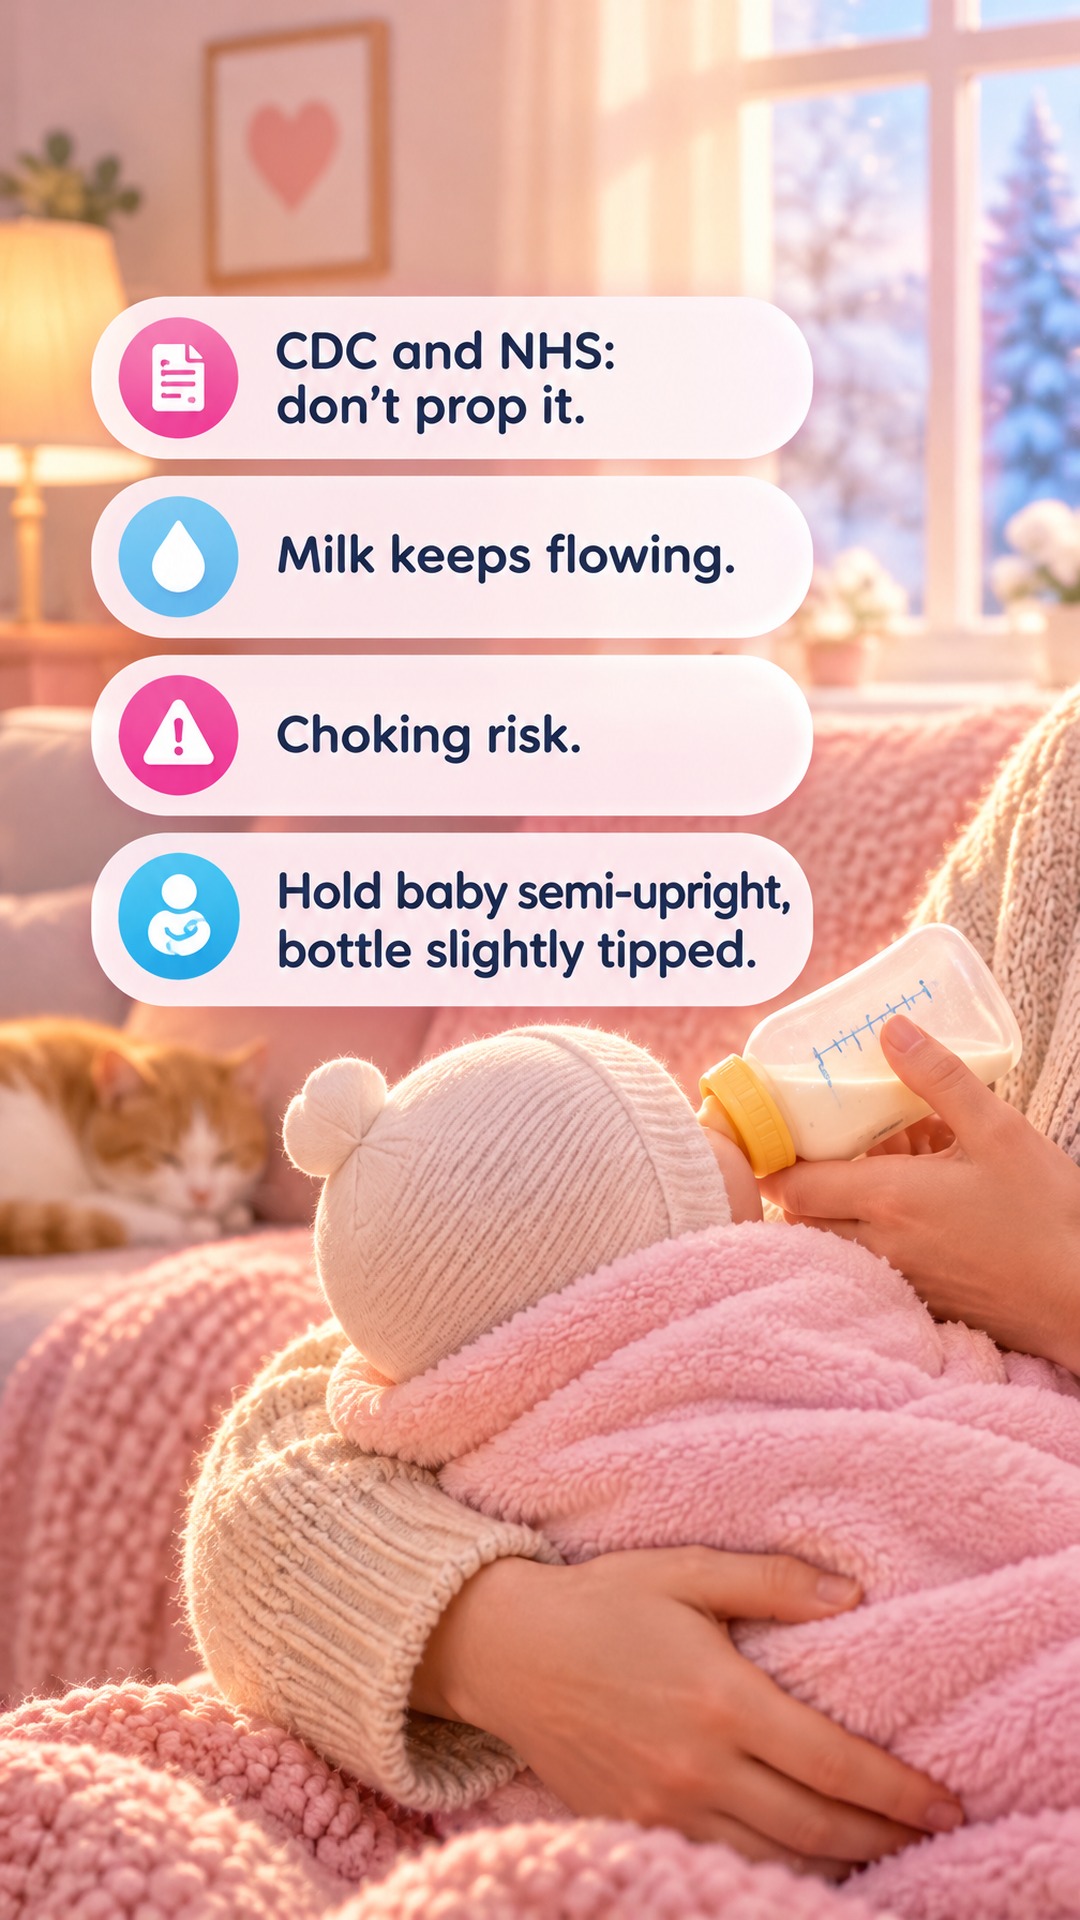 CDC and NHS:
don’t prop it.
Milk keeps flowing.
Choking risk.
Hold baby semi-upright,
bottle slightly tipped.